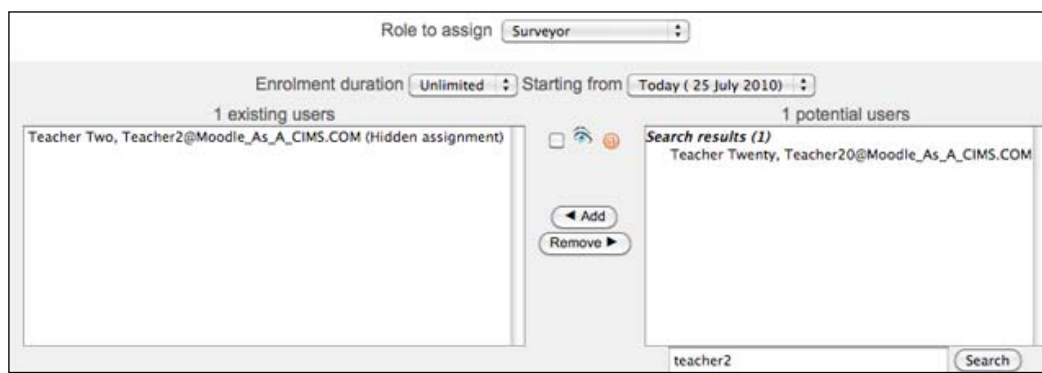 Role to assign Surveyor
Enrolment duration Unlimited Starting from Today ( 25 July 2010)
1 existing users
1 potential users
Teacher Two, Teacher2@Moodle_As_A_CIMS.COM (Hidden assignment)
Search results (1)
Teacher Twenty, Teacher20@Moodle_As_A_CIMS.COM
◄ Add
Remove ►
teacher2 Search